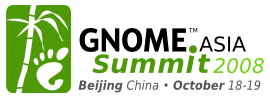 GNOME™.ASIA
Summit 2008
Beijing China • October 18-19